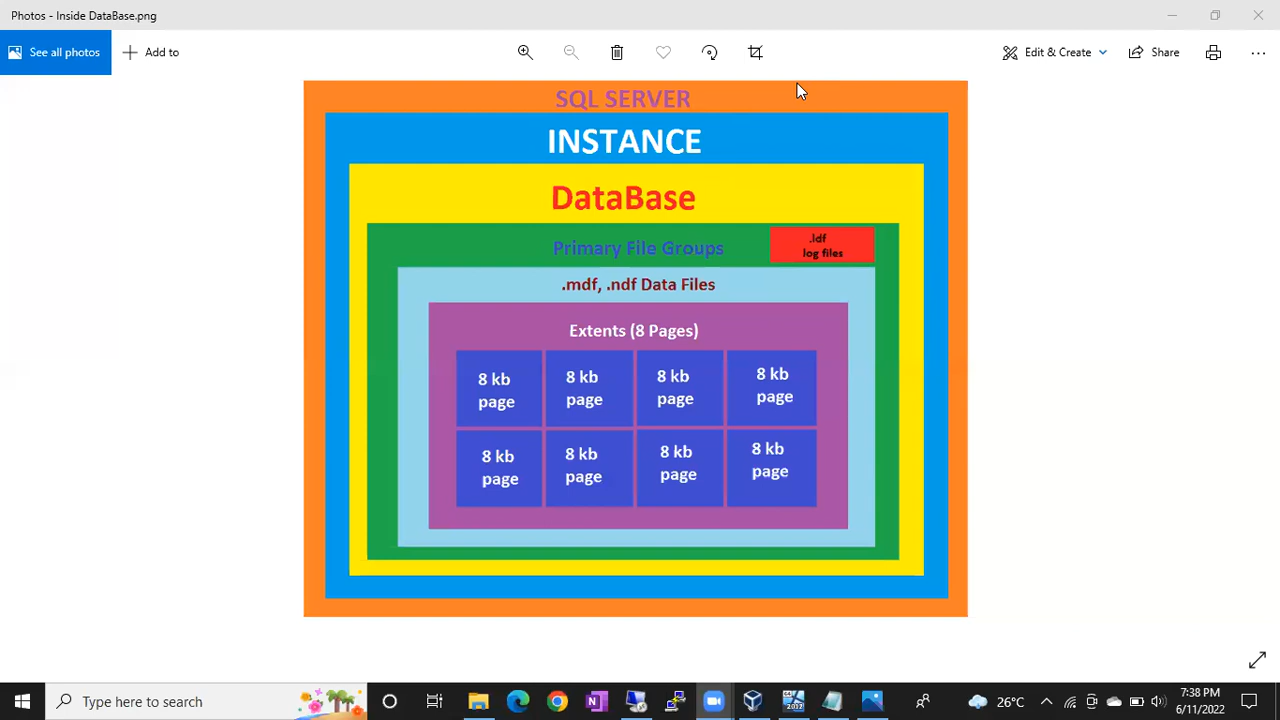 Photos - Inside DataBase.png
See all photos
Add to
Edit & Create
Share
SQL SERVER
INSTANCE
DataBase
Primary File Groups
.ldf
log files
.mdf, .ndf Data Files
Extents (8 Pages)
8 kb
page
8 kb
page
8 kb
page
8 kb
page
8 kb
page
8 kb
page
8 kb
page
8 kb
page
Type here to search
N
2017
26°C
7:38 PM
6/11/2022